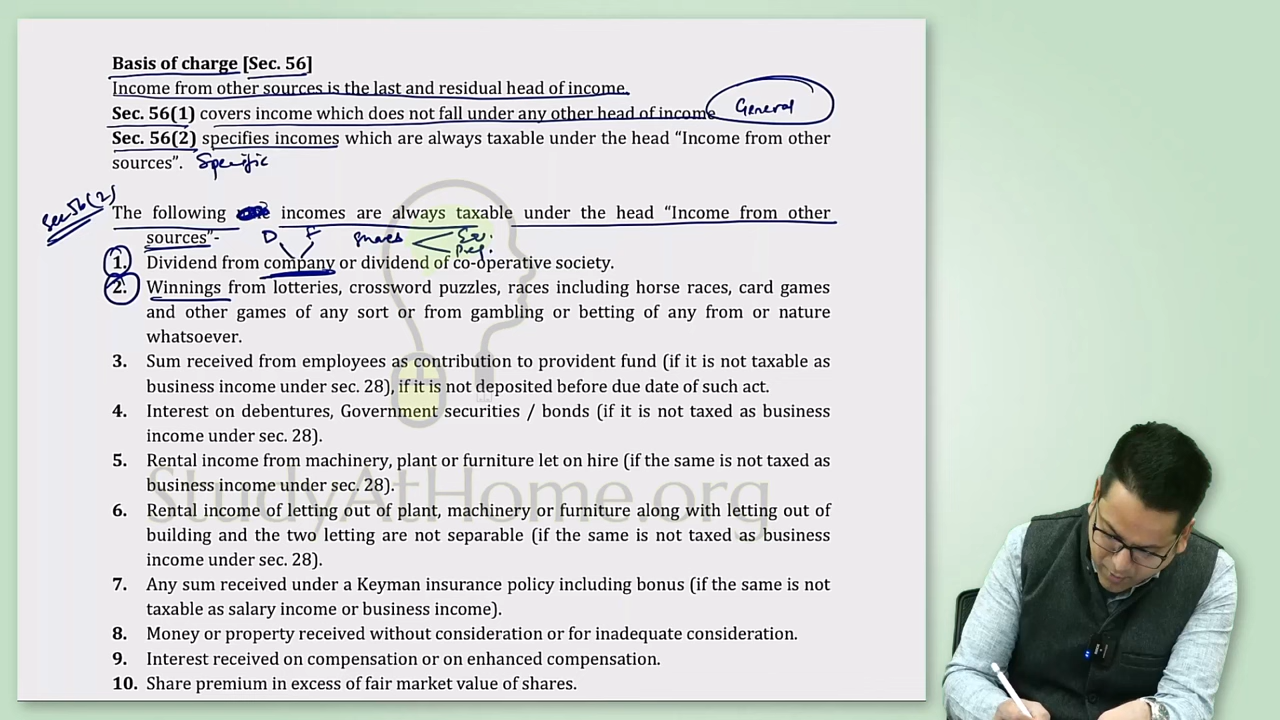 Basis of charge [Sec. 56]
Income from other sources is the last and residual head of income.
Sec. 56(1) covers income which does not fall under any other head of income
General
Sec. 56(2) specifies incomes which are always taxable under the head “Income from other
sources”. Specific
Sec 56(2)
The following incomes are always taxable under the head “Income from other
sources”-
D F Shares Eq. Pref.
1. Dividend from company or dividend of co-operative society.
2. Winnings from lotteries, crossword puzzles, races including horse races, card games
and other games of any sort or from gambling or betting of any from or nature
whatsoever.
3. Sum received from employees as contribution to provident fund (if it is not taxable as
business income under sec. 28), if it is not deposited before due date of such act.
4. Interest on debentures, Government securities / bonds (if it is not taxed as business
income under sec. 28).
5. Rental income from machinery, plant or furniture let on hire (if the same is not taxed as
business income under sec. 28).
StudyAtHome.org
6. Rental income of letting out of plant, machinery or furniture along with letting out of
building and the two letting are not separable (if the same is not taxed as business
income under sec. 28).
7. Any sum received under a Keyman insurance policy including bonus (if the same is not
taxable as salary income or business income).
8. Money or property received without consideration or for inadequate consideration.
9. Interest received on compensation or on enhanced compensation.
10. Share premium in excess of fair market value of shares.